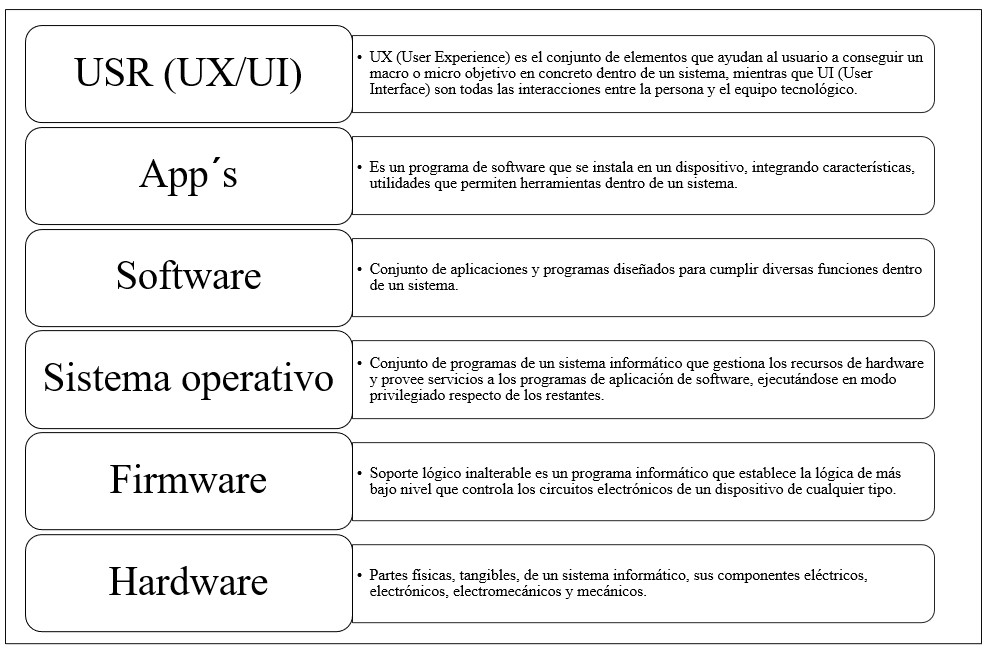 USR (UX/UI)
• UX (User Experience) es el conjunto de elementos que ayudan al usuario a conseguir un
macro o micro objetivo en concreto dentro de un sistema, mientras que UI (User
Interface) son todas las interacciones entre la persona y el equipo tecnológico.
App´s
• Es un programa de software que se instala en un dispositivo, integrando características,
utilidades que permiten herramientas dentro de un sistema.
Software
• Conjunto de aplicaciones y programas diseñados para cumplir diversas funciones dentro
de un sistema.
Sistema operativo
• Conjunto de programas de un sistema informático que gestiona los recursos de hardware
y provee servicios a los programas de aplicación de software, ejecutándose en modo
privilegiado respecto de los restantes.
Firmware
• Soporte lógico inalterable es un programa informático que establece la lógica de más
bajo nivel que controla los circuitos electrónicos de un dispositivo de cualquier tipo.
Hardware
• Partes físicas, tangibles, de un sistema informático, sus componentes eléctricos,
electrónicos, electromecánicos y mecánicos.